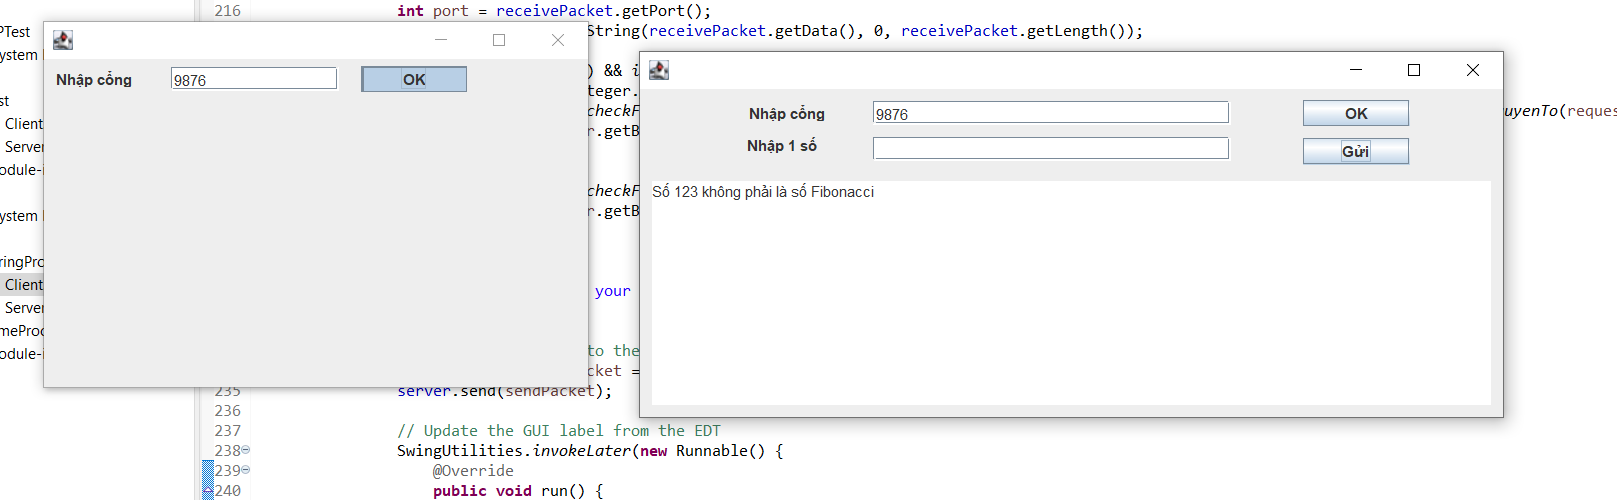 216 int port = receivePacket.getPort();
PTest
String(receivePacket.getData(), 0, receivePacket.getLength());
ystem
) && i
teger.
st
checkF
uyenTo(reques
Client
r.getB
Server
odule-i
checkF
ystem
r.getB
ringPro
Client
your
Server
meProc
to the
odule-i
cket =
235 server.send(sendPacket);
236
237 // Update the GUI label from the EDT
238 SwingUtilities.invokeLater(new Runnable() {
239 @Override
240 public void run() {
Nhập cổng 9876 OK
Nhập cổng 9876 OK
Nhập 1 số Gửi
Số 123 không phải là số Fibonacci